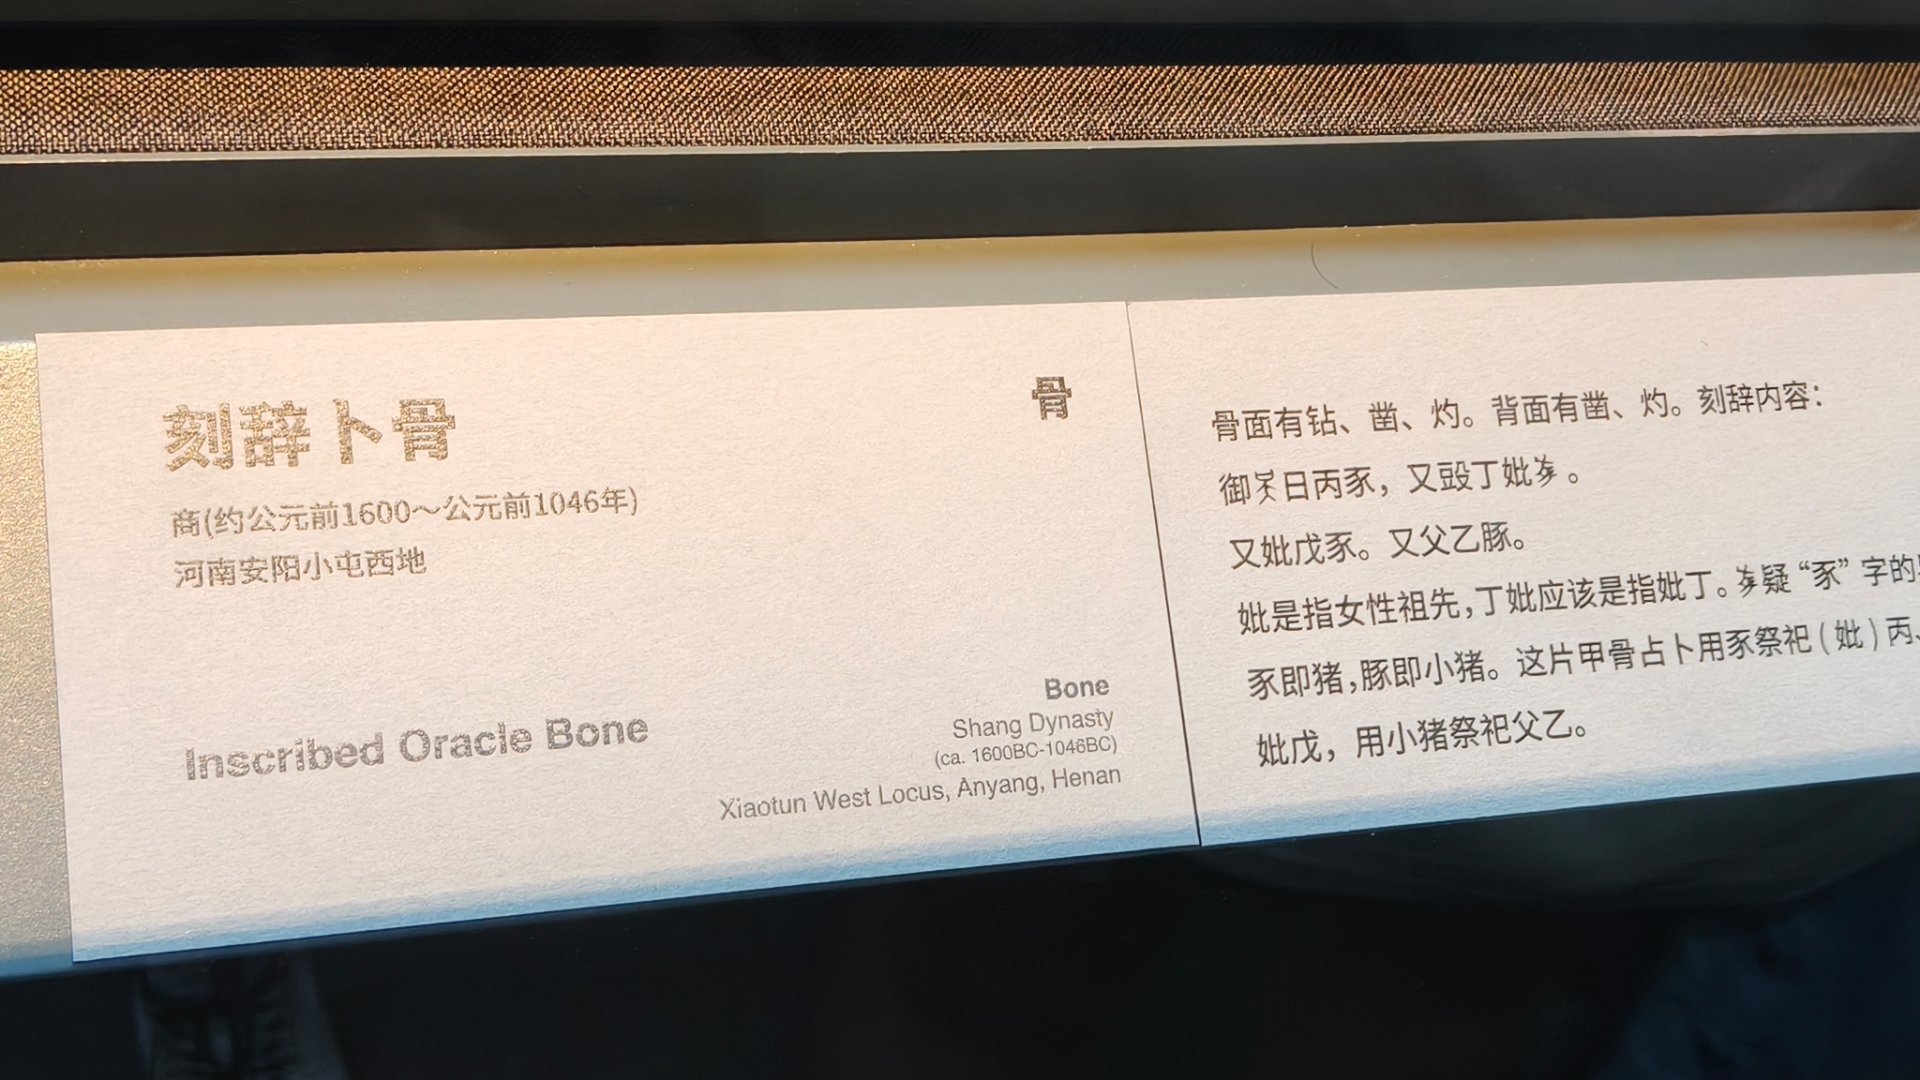 刻辞卜骨
骨
商(约公元前1600～公元前1046年)
河南安阳小屯西地
Inscribed Oracle Bone
Bone
Shang Dynasty
(ca. 1600BC-1046BC)
Xiaotun West Locus, Anyang, Henan
骨面有钻、凿、灼。背面有凿、灼。刻辞内容：
御日丙豕，又㱾丁妣。
又妣戊豕。又父乙豚。
妣是指女性祖先，丁妣应该是指妣丁。疑“豕”字的
豕即猪，豚即小猪。这片甲骨占卜用豕祭祀（妣）丙、
妣戊，用小猪祭祀父乙。